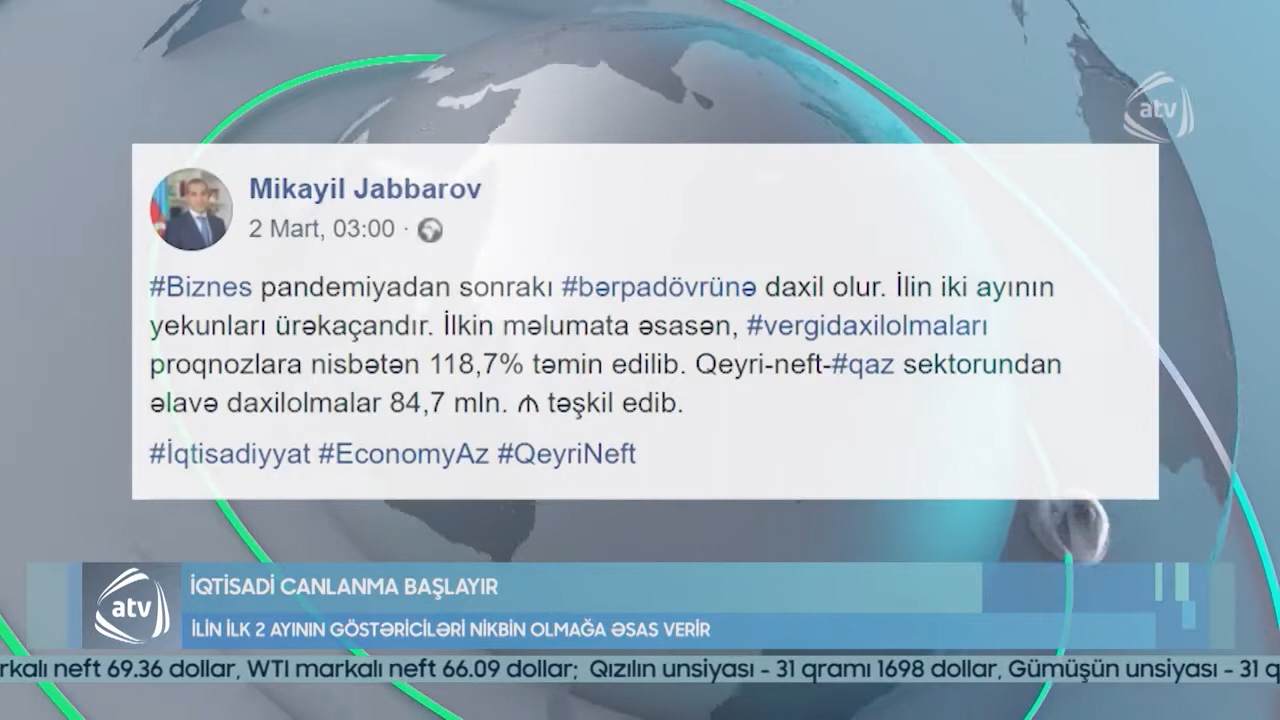 atv
Mikayil Jabbarov
2 Mart, 03:00 ·
#Biznes pandemiyadan sonrakı #bərpadövrünə daxil olur. İlin iki ayının
yekunları ürəkaçandır. İlkin məlumata əsasən, #vergidaxilolmaları
proqnozlara nisbətən 118,7% təmin edilib. Qeyri-neft-#qaz sektorundan
əlavə daxilolmalar 84,7 mln. ₼ təşkil edib.
#İqtisadiyyat #EconomyAz #QeyriNeft
atv
İQTİSADİ CANLANMA BAŞLAYIR
İLİN İLK 2 AYININ GÖSTƏRİCİLƏRİ NİKBİN OLMAĞA ƏSAS VERİR
rkalı neft 69.36 dollar, WTI markalı neft 66.09 dollar; Qızılın unsiyası - 31 qramı 1698 dollar, Gümüşün unsiyası - 31 q